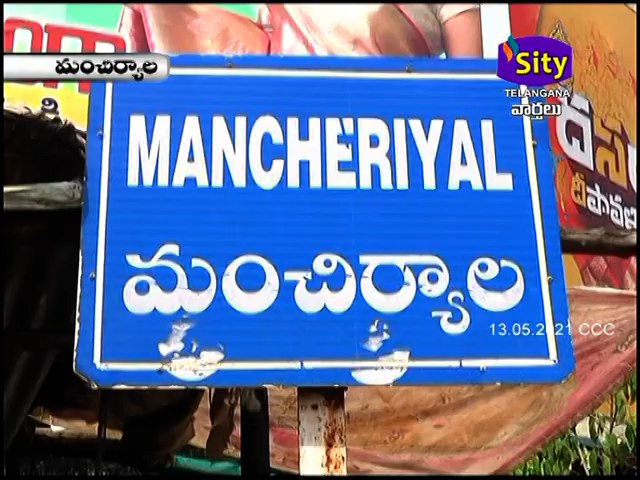 మంచిర్యాల
Sity
TELANGANA
వార్తలు
MANCHERIYAL
మంచిర్యాల
13.05.2021 CCC